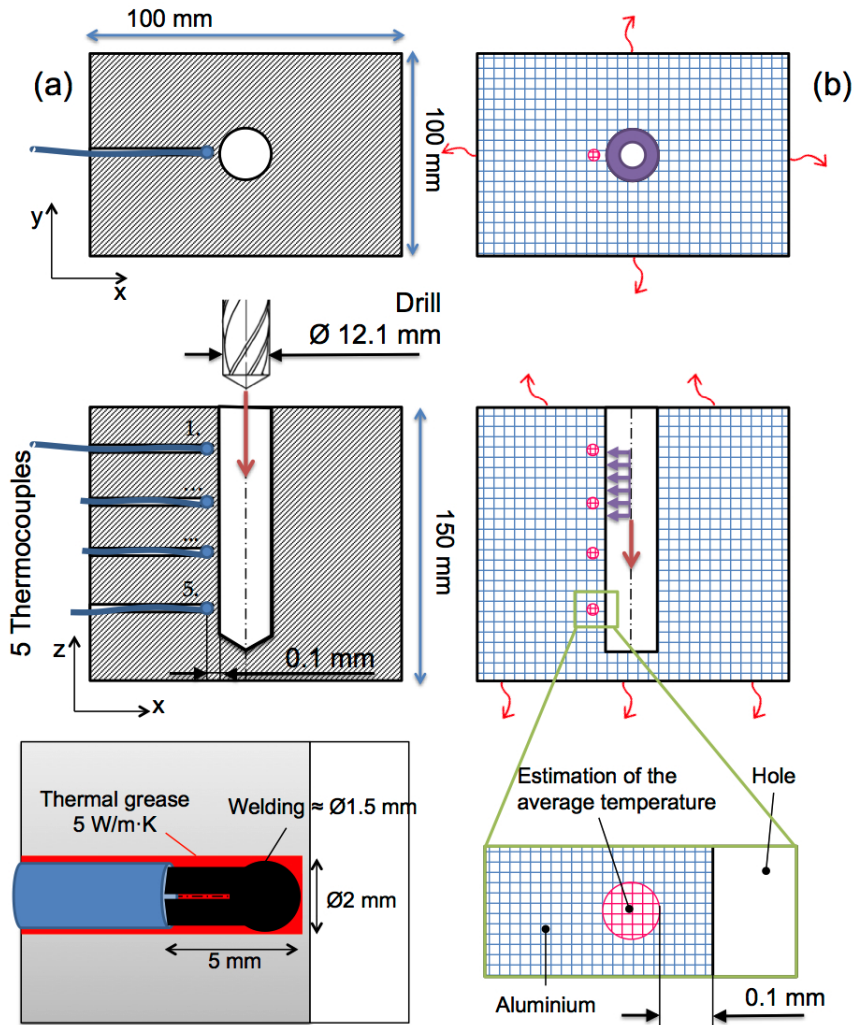 100 mm
(a)
100 mm
y
x
(b)
Drill
Ø 12.1 mm
5 Thermocouples
1.
...
...
5.
150 mm
z
x
0.1 mm
Thermal grease
5 W/m·K
Welding ≈ Ø1.5 mm
Ø2 mm
5 mm
Estimation of the
average temperature
Hole
Aluminium
0.1 mm